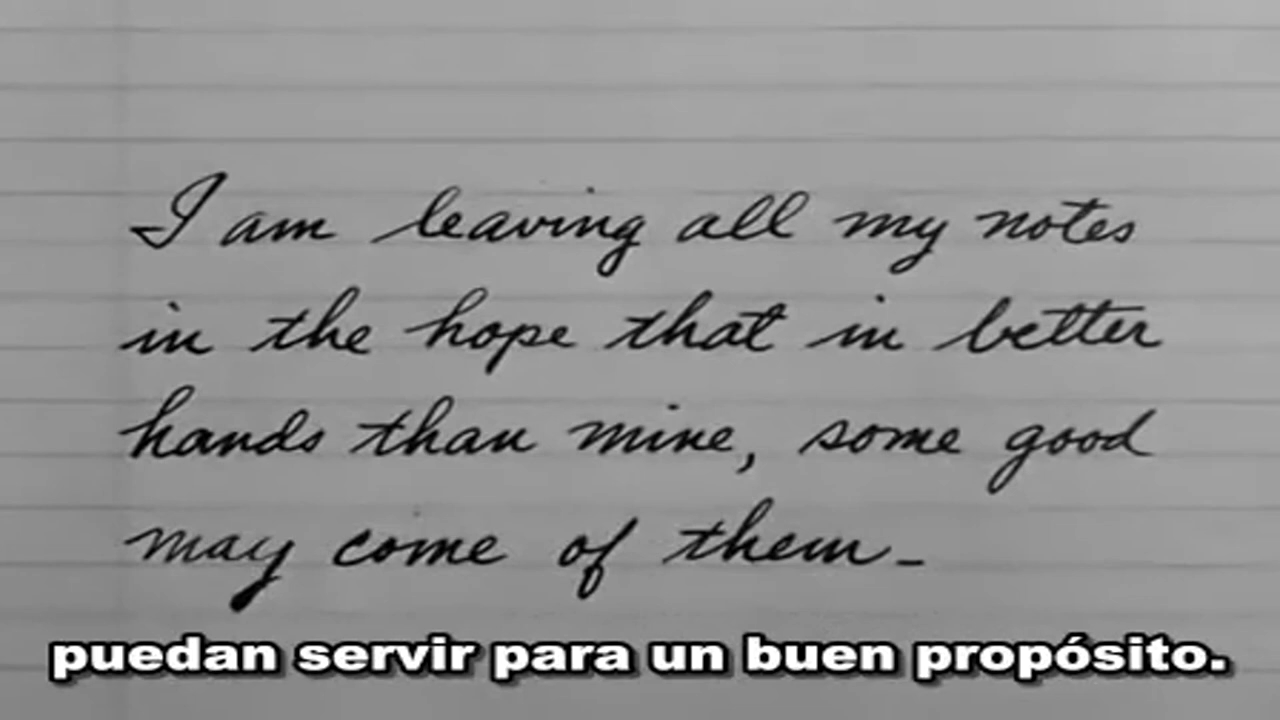 I am leaving all my notes
in the hope that in better
hands than mine, some good
may come of them_
puedan servir para un buen propósito.